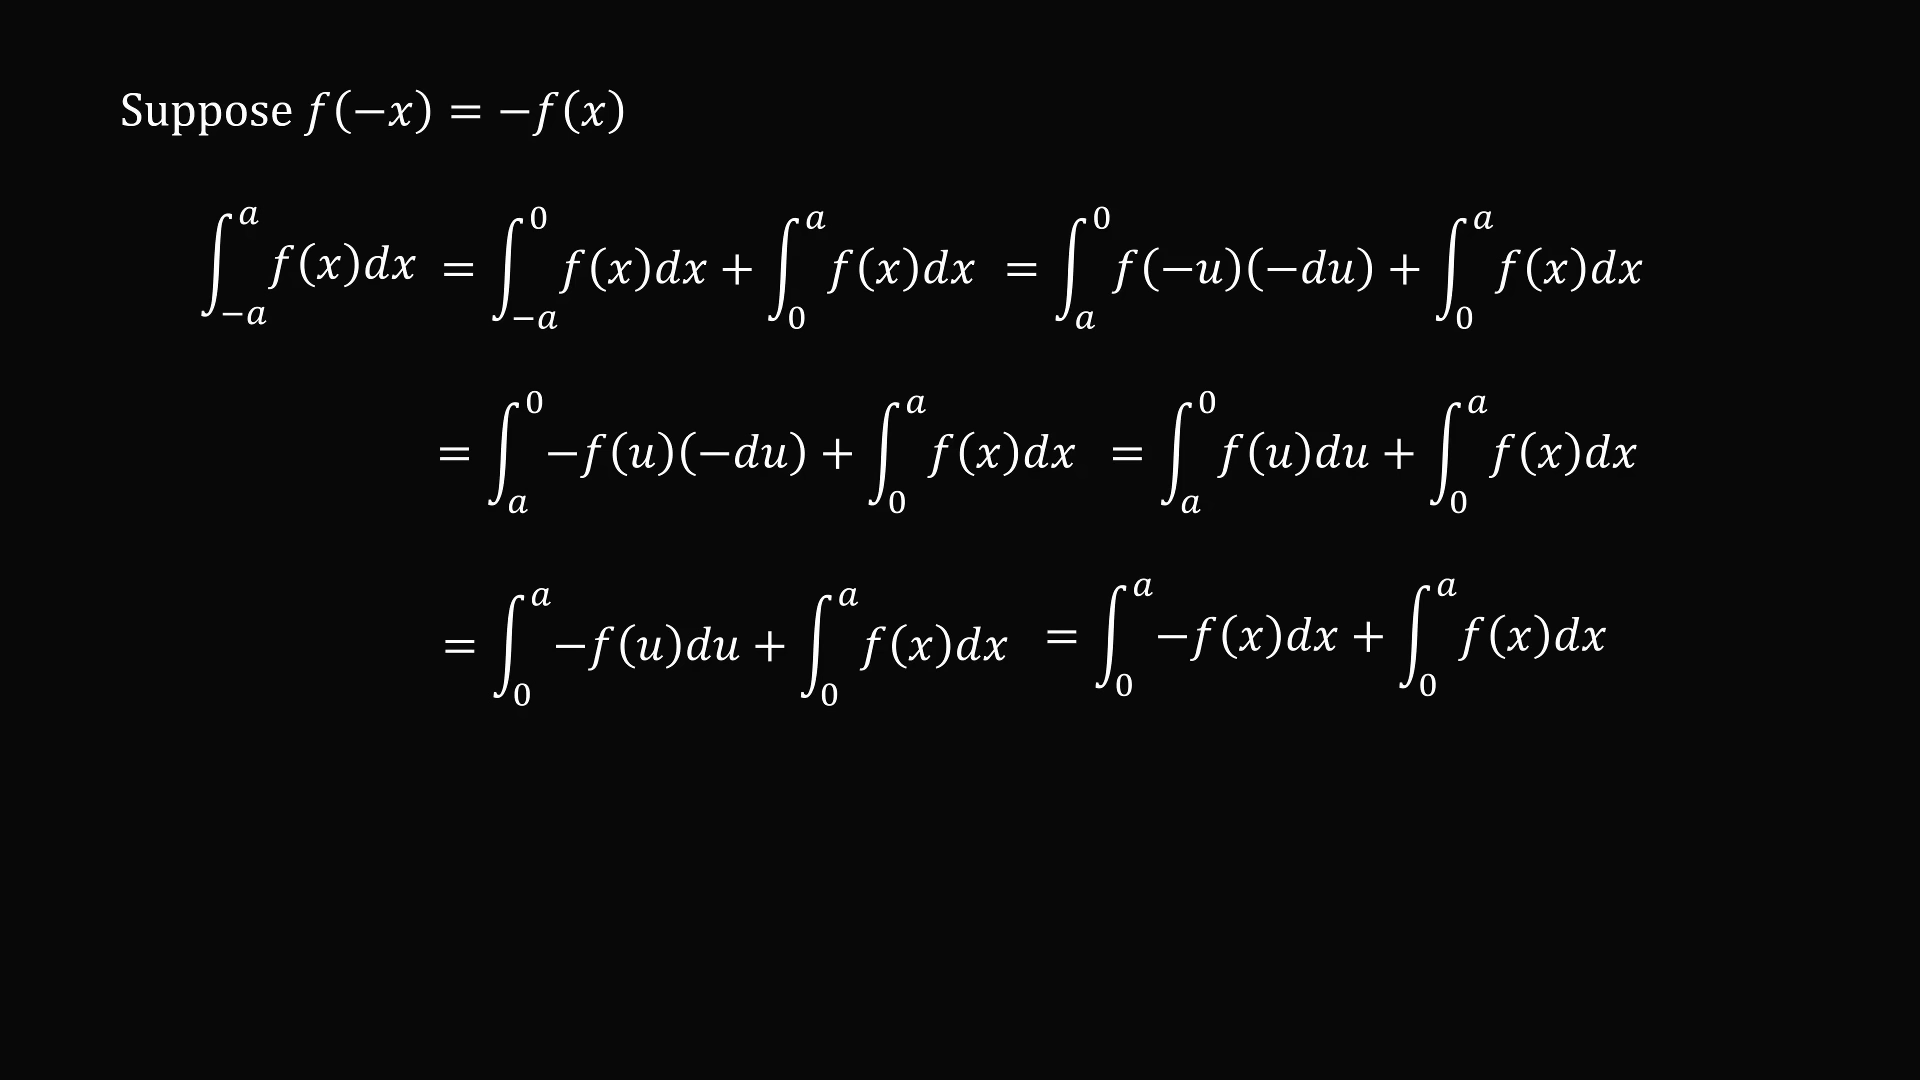 Suppose f(−x) = −f(x)
∫_{−a}^{a} f(x)dx = ∫_{−a}^{0} f(x)dx + ∫_{0}^{a} f(x)dx = ∫_{a}^{0} f(−u)(−du) + ∫_{0}^{a} f(x)dx
= ∫_{a}^{0} −f(u)(−du) + ∫_{0}^{a} f(x)dx = ∫_{a}^{0} f(u)du + ∫_{0}^{a} f(x)dx
= ∫_{0}^{a} −f(u)du + ∫_{0}^{a} f(x)dx = ∫_{0}^{a} −f(x)dx + ∫_{0}^{a} f(x)dx